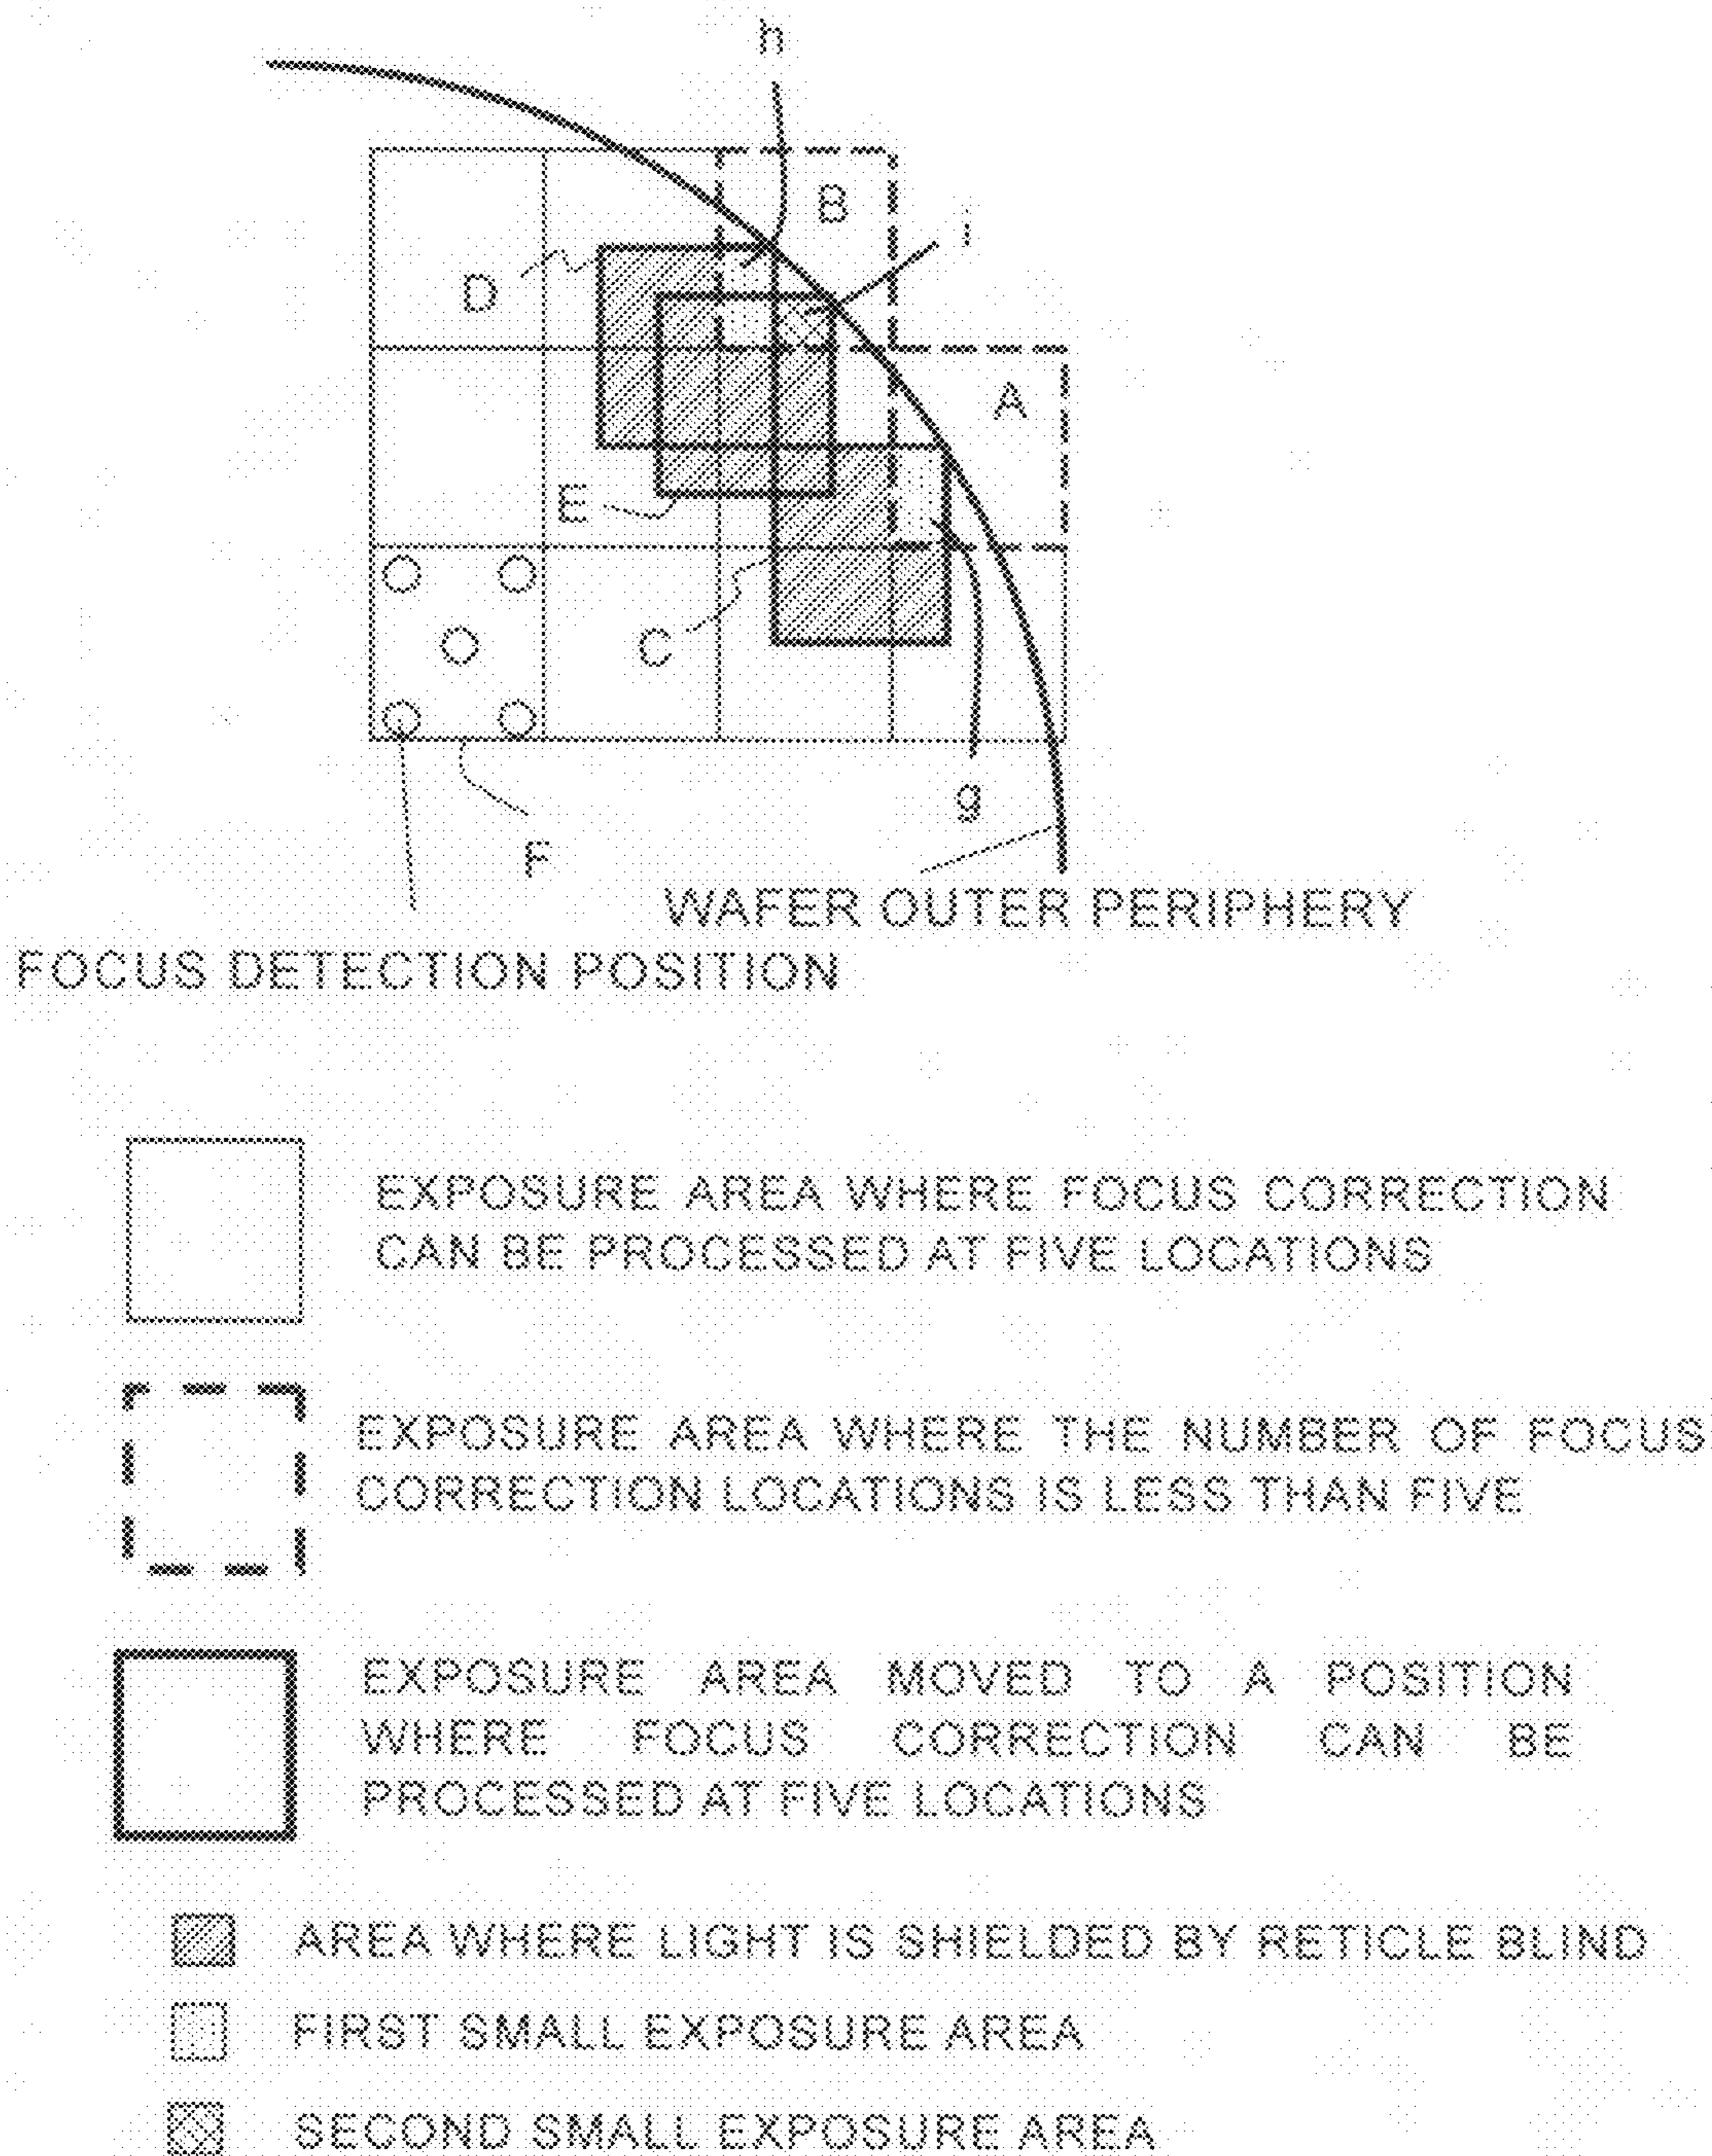 h
B
i
D
A
E
C
g
F
WAFER OUTER PERIPHERY
FOCUS DETECTION POSITION
EXPOSURE AREA WHERE FOCUS CORRECTION
CAN BE PROCESSED AT FIVE LOCATIONS
EXPOSURE AREA WHERE THE NUMBER OF FOCUS
CORRECTION LOCATIONS IS LESS THAN FIVE
EXPOSURE AREA MOVED TO A POSITION
WHERE FOCUS CORRECTION CAN BE
PROCESSED AT FIVE LOCATIONS
AREA WHERE LIGHT IS SHIELDED BY RETICLE BLIND
FIRST SMALL EXPOSURE AREA
SECOND SMALL EXPOSURE AREA